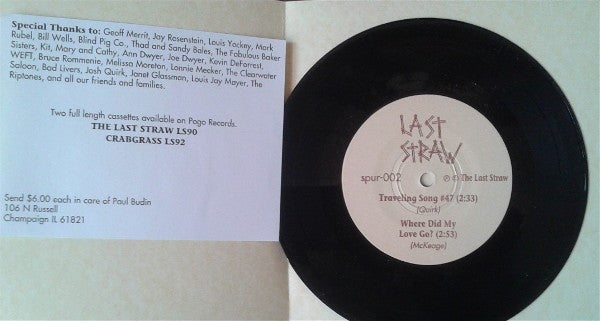 Special Thanks to: Geoff Merrit, Jay Rosenstein, Louis Yockey, Mark
Rubel, Bill Wells, Blind Pig Co., Thad and Sandy Bales, The Fabulous Baker
Sisters, Kit, Mary and Cathy, Ann Dwyer, Joe Dwyer, Kevin DeForrest,
WEFT, Bruce Rommenie, Melissa Moreton, Lonnie Meeker, The Clearwater
Saloon, Bad Livers, Josh Quirk, Janet Glassman, Louis Jay Mayer, The
Riptones, and all our friends and families.
Two full length cassettes available on Pogo Records:
THE LAST STRAW LS90
CRABGRASS LS92
Send $6.00 each in care of Paul Budin
106 N Russell
Champaign IL 61821
LAST
STRAW
spur-002
℗ © The Last Straw
Traveling Song #47 (2:33)
(Quirk)
Where Did My
Love Go? (2:53)
(McKeage)